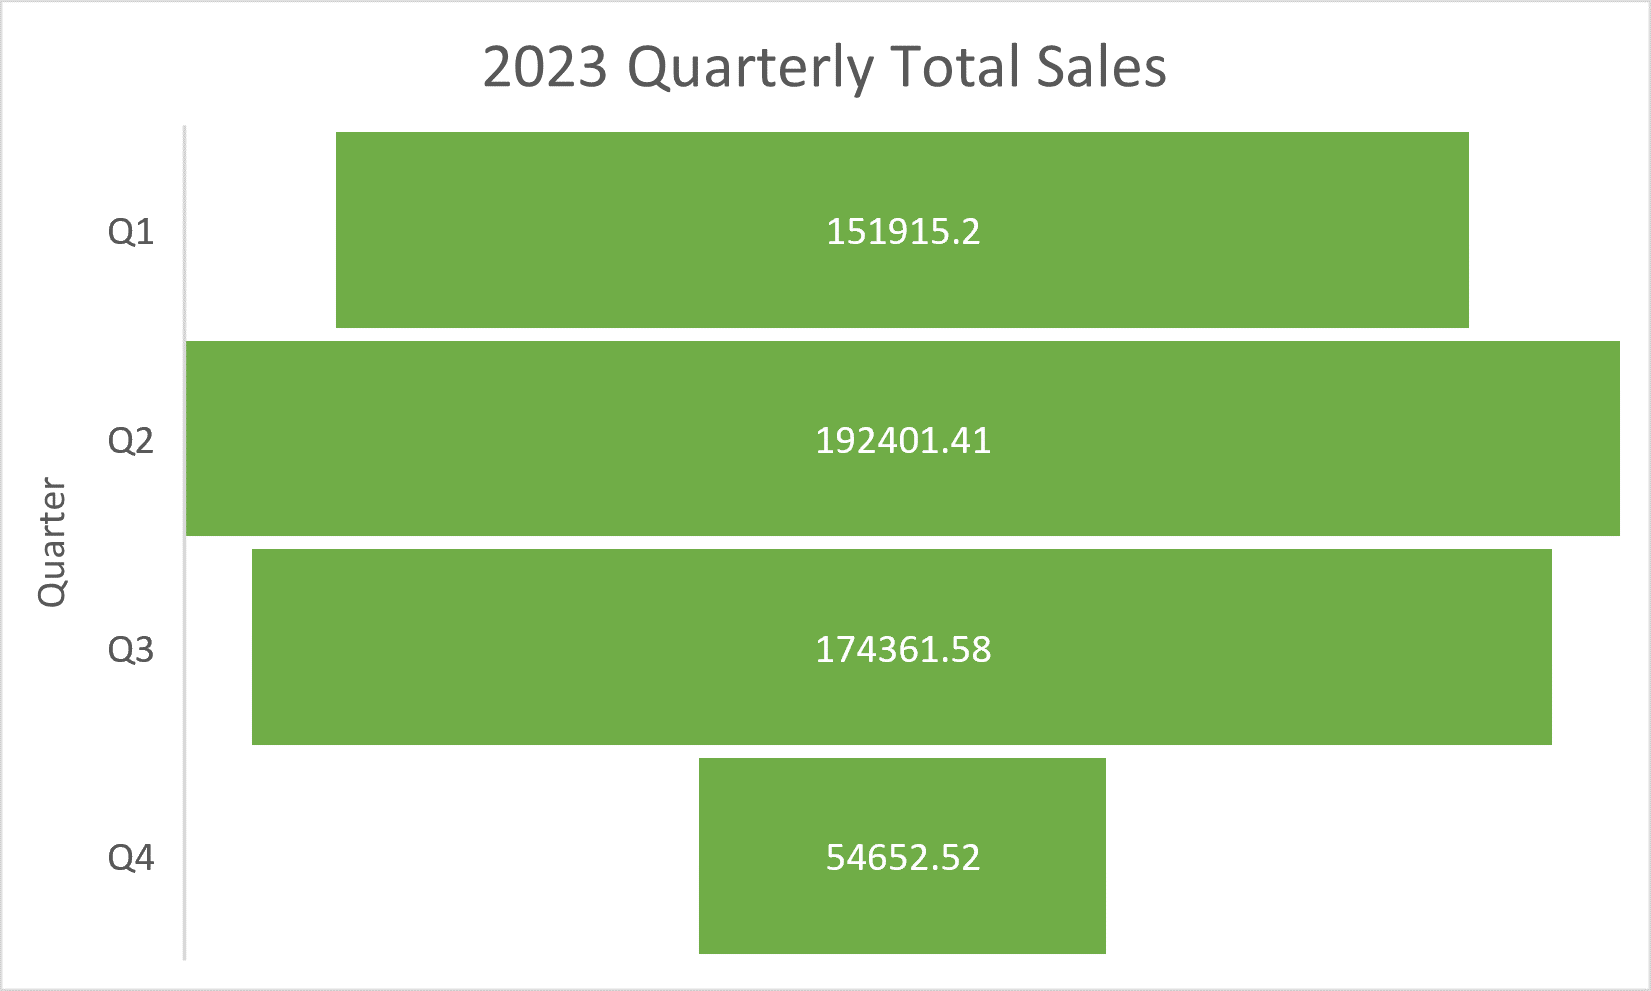 2023 Quarterly Total Sales
Quarter
Q1
151915.2
Q2
192401.41
Q3
174361.58
Q4
54652.52